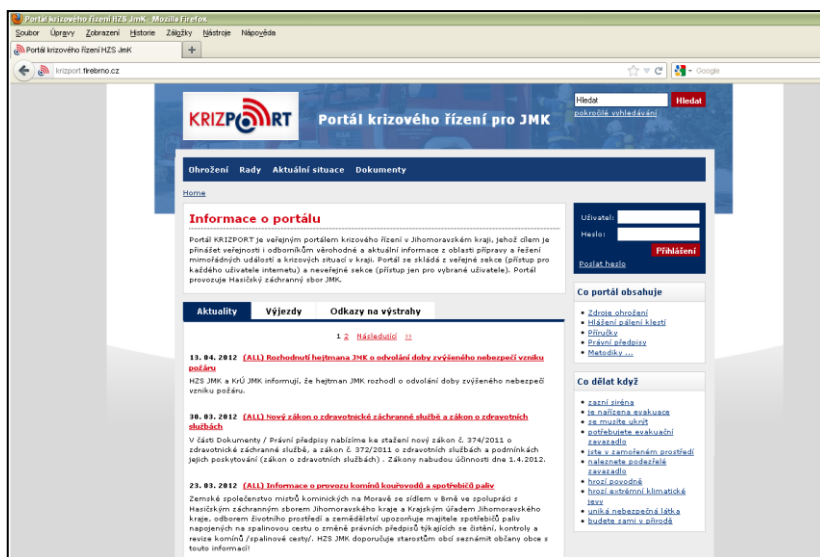 Portál krizového řízení HZS JmK - Mozilla Firefox
Soubor Úpravy Zobrazení Historie Záložky Nástroje Nápověda
Portál krizového řízení HZS JmK
+
krizport.firebrno.cz
Google
KRIZPORT
Portál krizového řízení pro JMK
Hledat
Hledat
pokročilé vyhledávání
Ohrožení Rady Aktuální situace Dokumenty
Home
Informace o portálu
Portál KRIZPORT je veřejným portálem krizového řízení v Jihomoravském kraji, jehož cílem je
přinášet veřejnosti i odborníkům věrohodné a aktuální informace z oblasti přípravy a řešení
mimořádných událostí a krizových situací v kraji. Portál se skládá z veřejné sekce (přístup pro
každého uživatele internetu) a neveřejné sekce (přístup jen pro vybrané uživatele). Portál
provozuje Hasičský záchranný sbor JMK.
Aktuality Výjezdy Odkazy na výstrahy
1 2 Následující >>
13. 04. 2012 (ALL) Rozhodnutí hejtmana JMK o odvolání doby zvýšeného nebezpečí vzniku
požáru
HZS JMK a KrÚ JMK informují, že hejtman JMK rozhodl o odvolání doby zvýšeného nebezpečí
vzniku požáru.
30. 03. 2012 (ALL) Nový zákon o zdravotnické záchranné službě a zákon o zdravotních
službách
V části Dokumenty / Právní předpisy nabízíme ke stažení nový zákon č. 374/2011 o
zdravotnické záchranné službě, a zákon č. 372/2011 o zdravotních službách a podmínkách
jejich poskytování (zákon o zdravotních službách) . Zákony nabudou účinnosti dne 1.4.2012.
23. 03. 2012 (ALL) Informace o provozu komínů kouřovodů a spotřebičů paliv
Zemské společenstvo mistrů kominických na Moravě se sídlem v Brně ve spolupráci s
Hasičským záchranným sborem Jihomoravského kraje a Krajským úřadem Jihomoravského
kraje, odborem životního prostředí a zemědělství upozorňuje majitele spotřebičů paliv
napojených na spalinovou cestu o změně právních předpisů týkajících se čistění, kontroly a
revize komínů /spalinové cesty/. HZS JMK doporučuje starostům obcí seznámit občany obce s
touto informací!
Uživatel:
Heslo:
Přihlášení
Poslat heslo
Co portál obsahuje
Zdroje ohrožení
Hlášení pálení klestí
Příručky
Právní předpisy
Metodiky ...
Co dělat když
zazní siréna
je nařízena evakuace
se musíte ukrýt
potřebujete evakuační
zavazadlo
jste v zamořeném prostředí
naleznete podezřelé
zavazadlo
hrozí povodně
hrozí extrémní klimatické
jevy
uniká nebezpečná látka
budete sami v přírodě